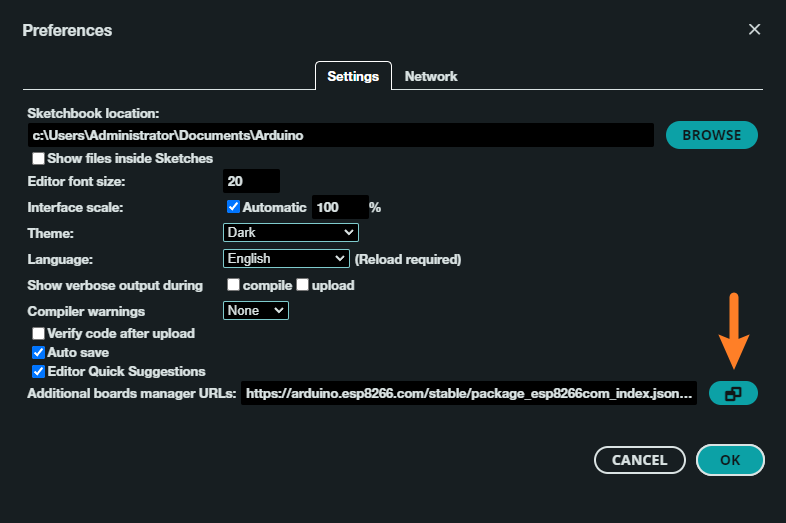 Preferences
Settings Network
Sketchbook location:
c:\Users\Administrator\Documents\Arduino BROWSE
Show files inside Sketches
Editor font size: 20
Interface scale: Automatic 100 %
Theme: Dark
Language: English (Reload required)
Show verbose output during compile upload
Compiler warnings None
Verify code after upload
Auto save
Editor Quick Suggestions
Additional boards manager URLs: https://arduino.esp8266.com/stable/package_esp8266com_index.json...
CANCEL OK